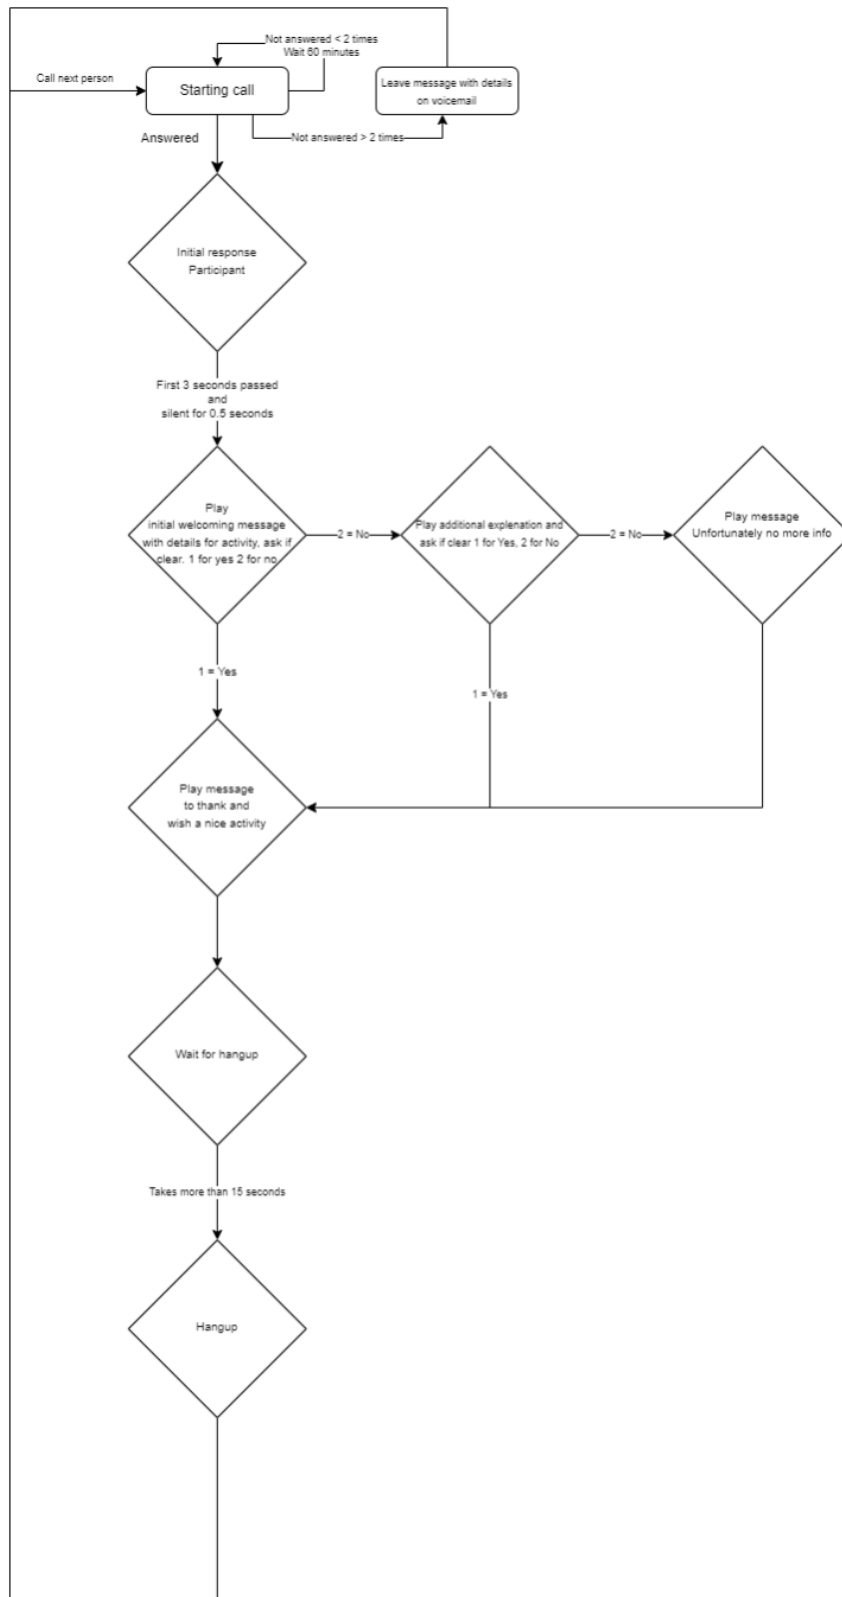 Not answered < 2 times
Wait 60 minutes
Call next person
Starting call
Leave message with details
on voicemail
Answered
Not answered > 2 times
Initial response
Participant
First 3 seconds passed
and
silent for 0.5 seconds
Play
initial welcoming message
with details for activity, ask if
clear. 1 for yes 2 for no
2 = No
Play additional explenation and
ask if clear 1 for Yes, 2 for No
2 = No
Play message
Unfortunately no more info
1 = Yes
1 = Yes
Play message
to thank and
wish a nice activity
Wait for hangup
Takes more than 15 seconds
Hangup